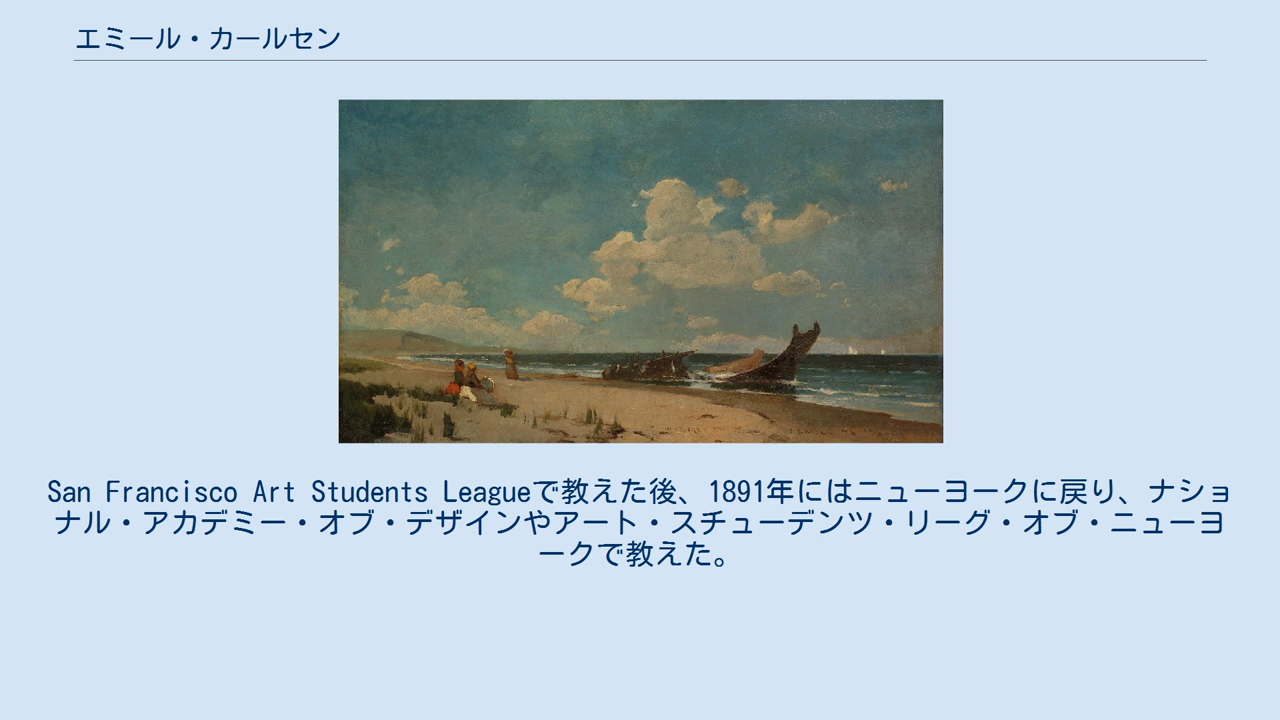 エミール・カールセン
San Francisco Art Students Leagueで教えた後、1891年にはニューヨークに戻り、ナショ
ナル・アカデミー・オブ・デザインやアート・スチューデンツ・リーグ・オブ・ニューヨ
ークで教えた。